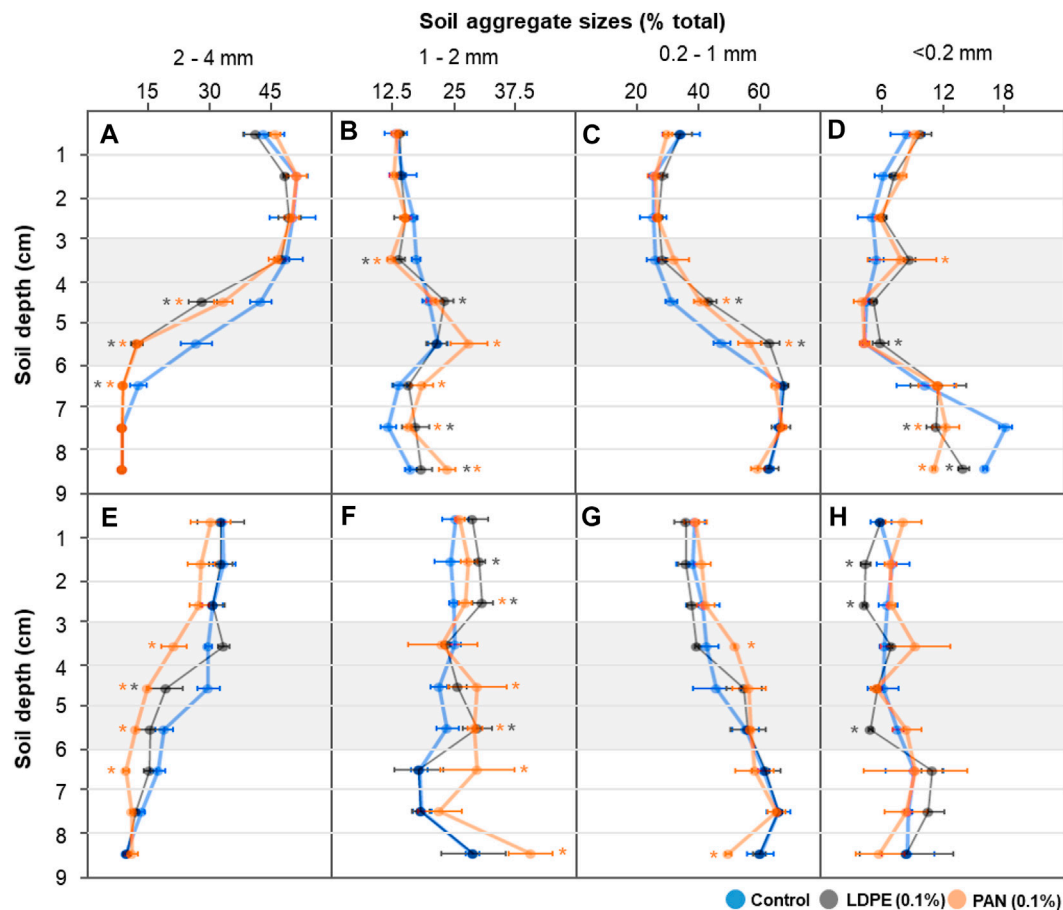 Soil aggregate sizes (% total)
2 - 4 mm 1 - 2 mm 0.2 - 1 mm <0.2 mm
15 30 45 12.5 25 37.5 20 40 60 6 12 18
A B C D
Soil depth (cm)
1
2
3
* *
4
* * * * * *
5
* * * * * *
6
* * *
7
* * * *
8
* * * *
9
E F G H
Soil depth (cm)
1
* *
2
* * *
3
* *
4
* * *
5
* * * *
6
* *
7
8
* *
9
Control LDPE (0.1%) PAN (0.1%)